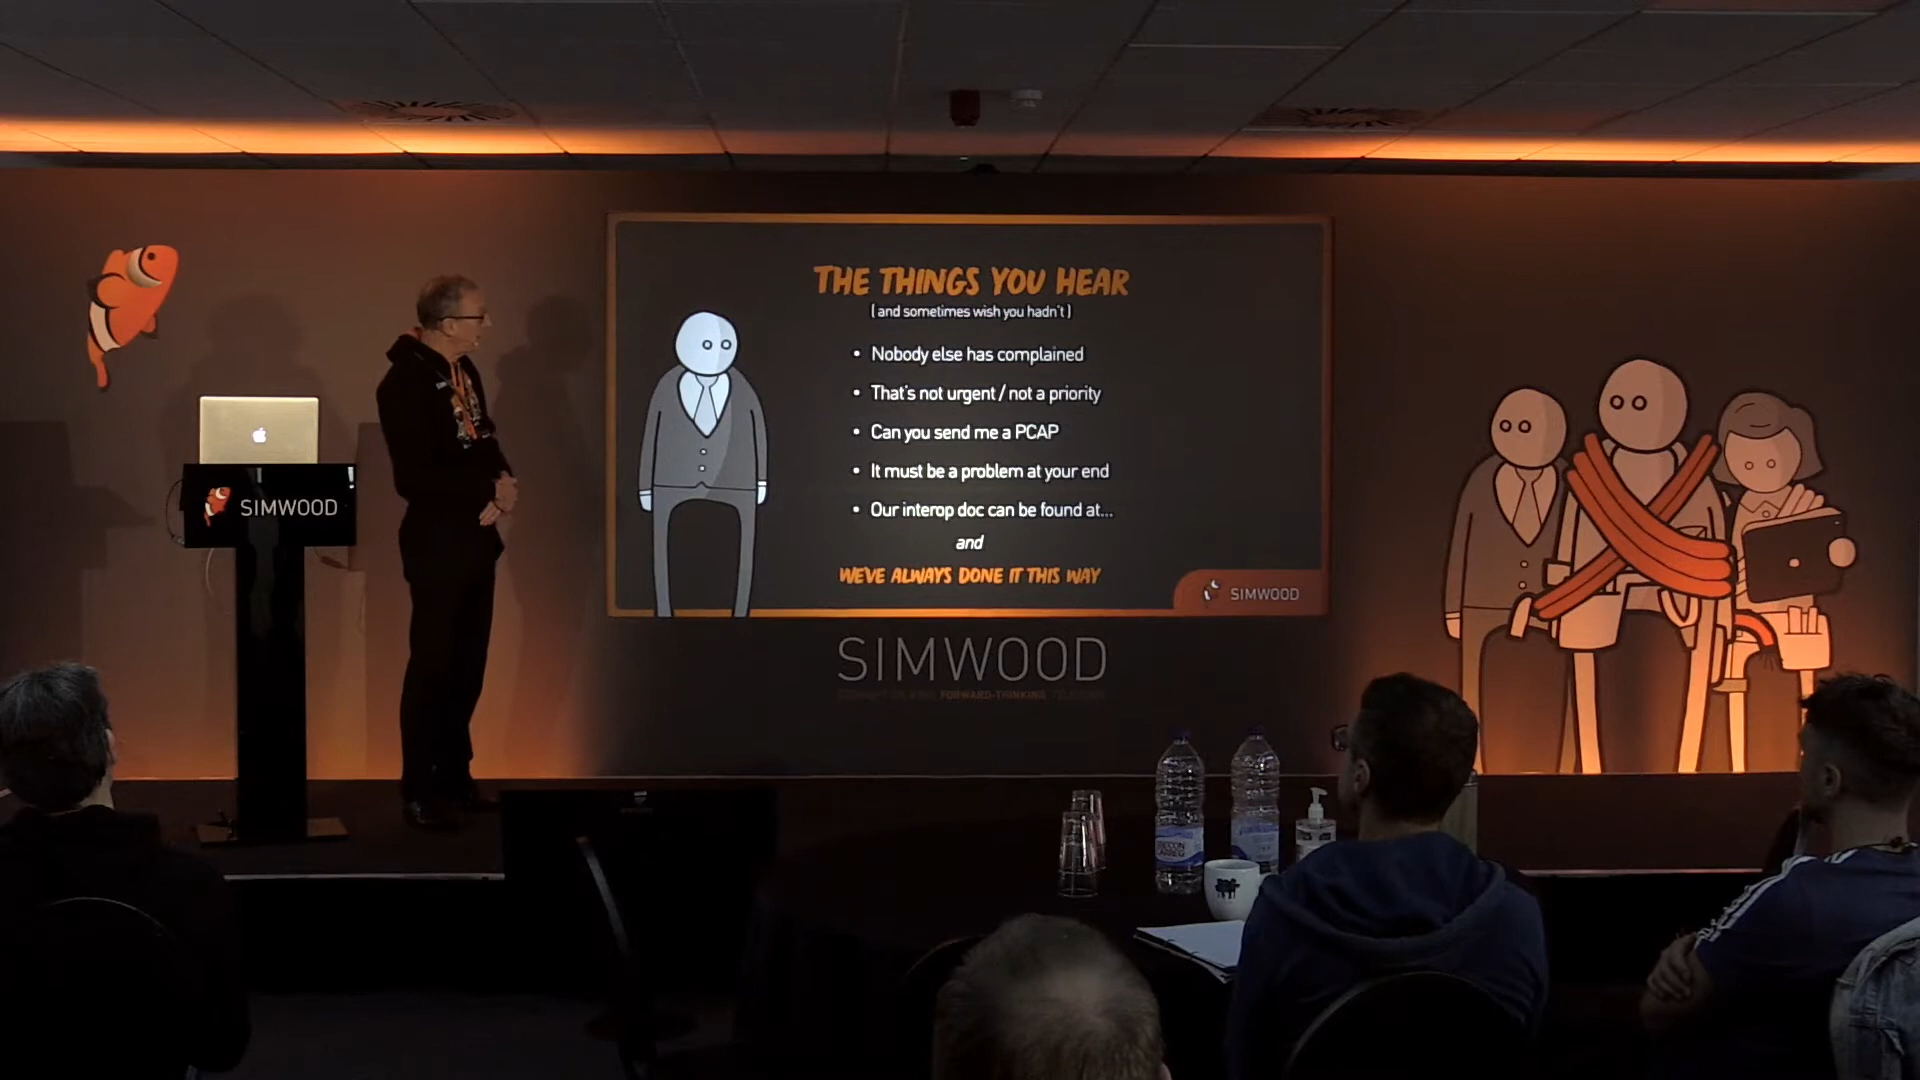 THE THINGS YOU HEAR
(and sometimes wish you hadn't)
• Nobody else has complained
• That's not urgent / not a priority
• Can you send me a PCAP
• It must be a problem at your end
• Our interop doc can be found at...
and
WE'VE ALWAYS DONE IT THIS WAY
SIMWOOD
SIMWOOD
SIMWOOD
FORWARD-THINKING